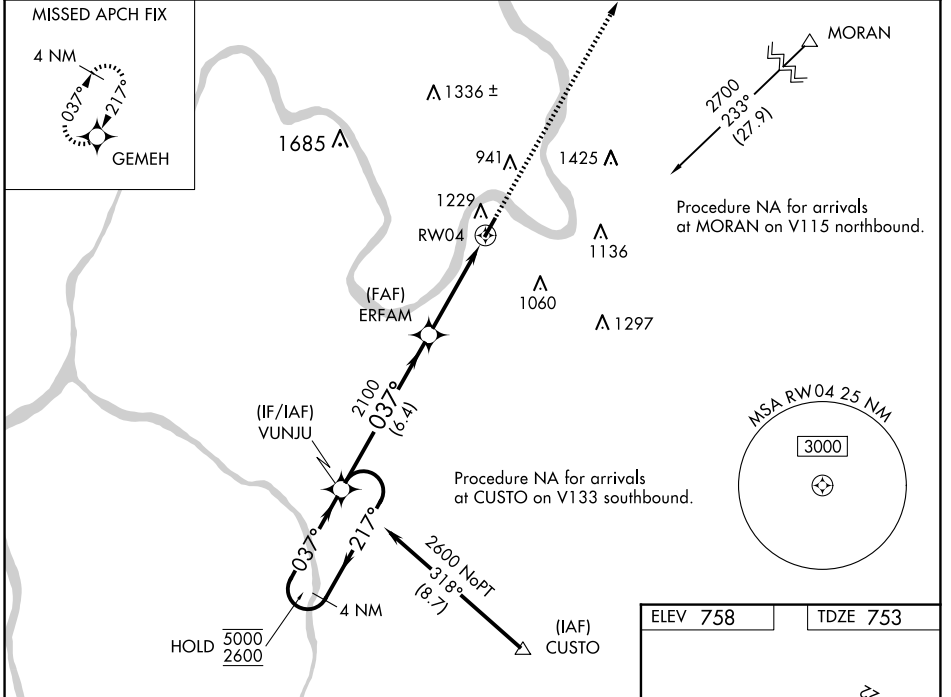 MISSED APCH FIX
4 NM
037°
217°
GEMEH
MORAN
2700
233°
(27.9)
1336 ±
1685
941
1425
1229
RW04
1136
Procedure NA for arrivals
at MORAN on V115 northbound.
1060
(FAF)
ERFAM
1297
2100
037°
(6.4)
(IF/IAF)
VUNJU
MSA RW04 25 NM
3000
Procedure NA for arrivals
at CUSTO on V133 southbound.
037°
217°
2600 NoPT
318°
(8.7)
4 NM
HOLD 5000
2600
(IAF)
CUSTO
ELEV 758
TDZE 753
22